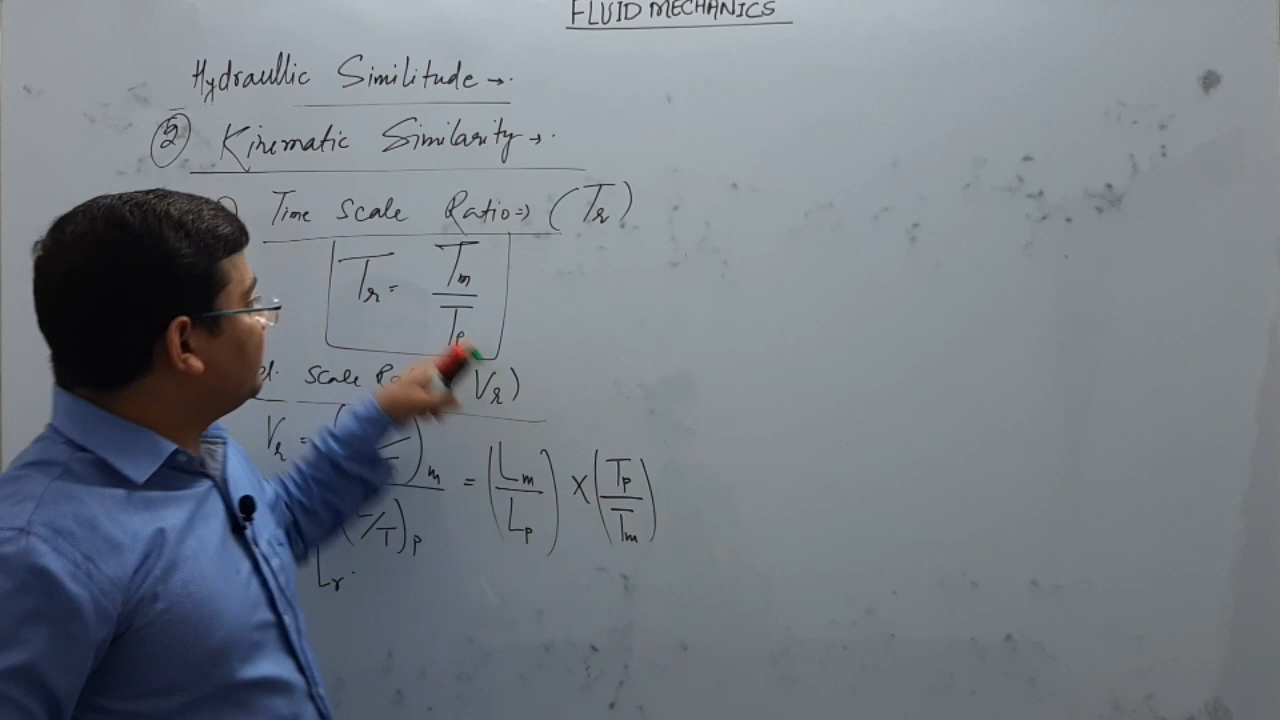 FLUID MECHANICS
Hydraullic Similitude →.
② Kinematic Similarity →.
Time Scale Ratio ⇒ (Tr)
Tr = Tm / Tp
Scale Vr)
Vr = )m / (L/T)p = (Lm / Lp) × (Tp / Tm)
Lr.